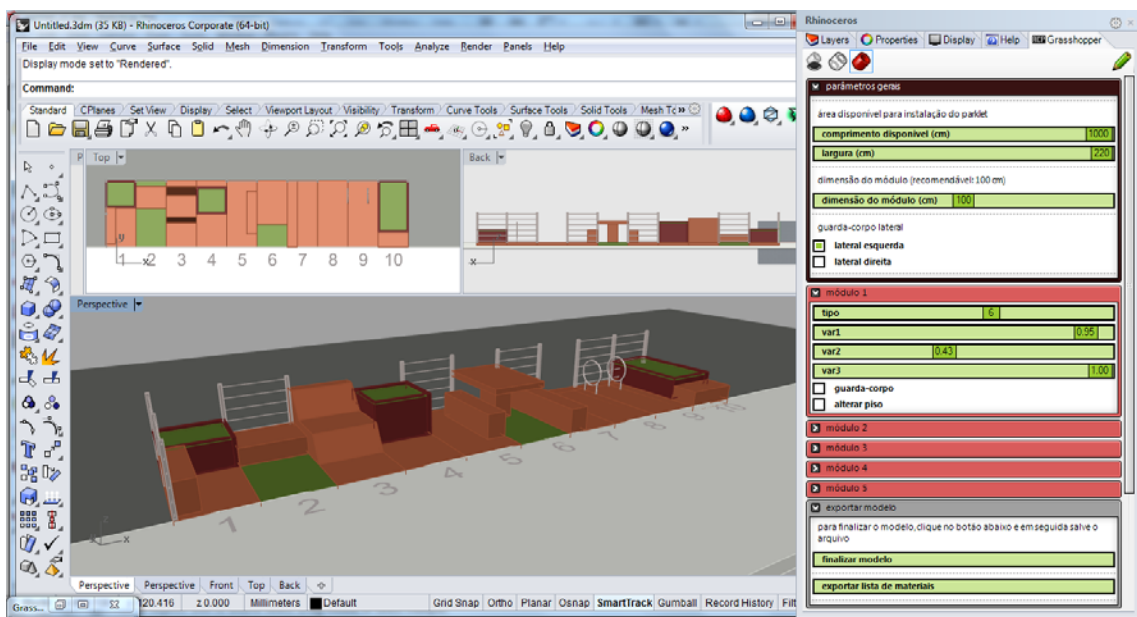 Untitled.3dm (35 KB) - Rhinoceros Corporate (64-bit)
File Edit View Curve Surface Solid Mesh Dimension Transform Tools Analyze Render Panels Help
Display mode set to "Rendered".
Command:
Standard CPlanes Set View Display Select Viewport Layout Visibility Transform Curve Tools Surface Tools Solid Tools Mesh Tc »
P Top
Back
y
x
1 2 3 4 5 6 7 8 9 10
x
Perspective
1 2 3 4 5 6 7 8
z
x
Perspective Perspective Front Top Back
Grass... 120.416 z 0.000 Millimeters Default Grid Snap Ortho Planar Osnap SmartTrack Gumball Record History Filt
Rhinoceros
Layers Properties Display Help Grasshopper
parâmetros gerais
área disponível para instalação do parklet
comprimento disponível (cm) 1000
largura (cm) 220
dimensão do módulo (recomendável: 100 cm)
dimensão do módulo (cm) 100
guarda-corpo lateral
lateral esquerda
lateral direita
módulo 1
tipo 6
var1 0.95
var2 0.43
var3 1.00
guarda-corpo
alterar piso
módulo 2
módulo 3
módulo 4
módulo 5
exportar modelo
para finalizar o modelo, clique no botão abaixo e em seguida salve o
arquivo
finalizar modelo
exportar lista de materiais